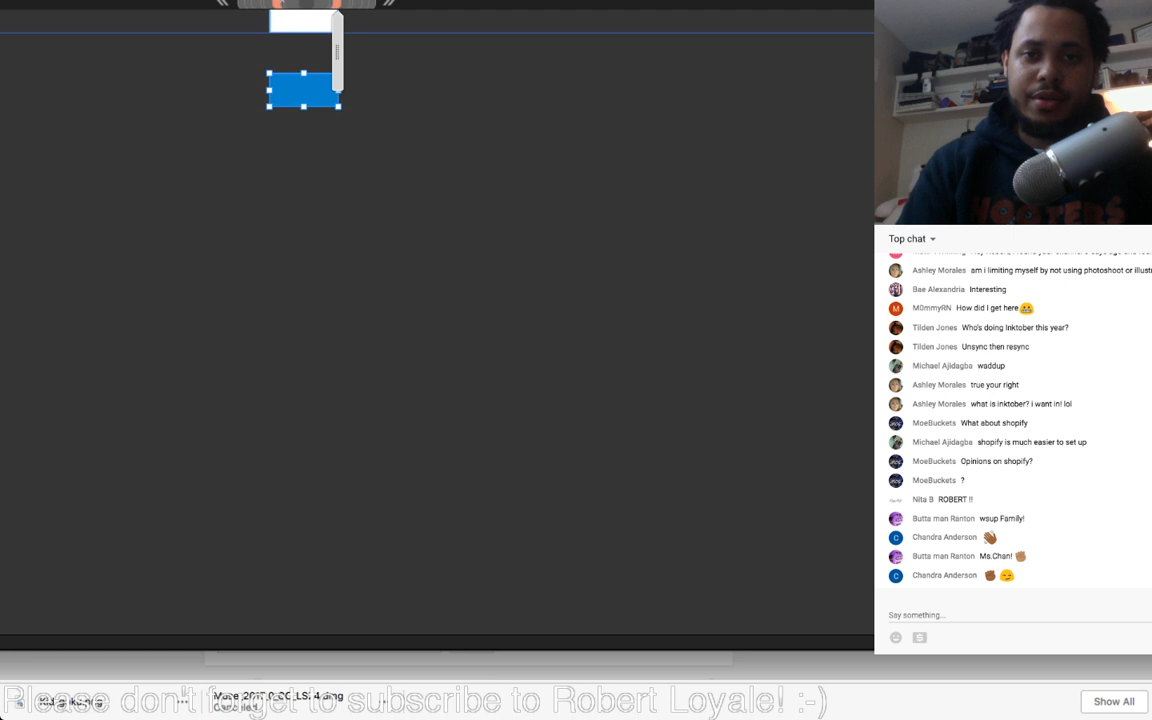 HOOTERS
Top chat
Ashley Morales am i limiting myself by not using photoshoot or illustr
Bae Alexandria Interesting
M
M0mmyRN How did I get here
Tilden Jones Who's doing Inktober this year?
Tilden Jones Unsync then resync
Michael Ajidagba waddup
Ashley Morales true your right
Ashley Morales what is inktober? i want in! lol
MoeBuckets What about shopify
Michael Ajidagba shopify is much easier to set up
MoeBuckets Opinions on shopify?
MoeBuckets ?
Nita B ROBERT !!
Butta man Ranton wsup Family!
C Chandra Anderson
Butta man Ranton Ms.Chan!
C Chandra Anderson
Say something...
Canceled
Please don't forget to subscribe to Robert Loyale! :-)
Show All